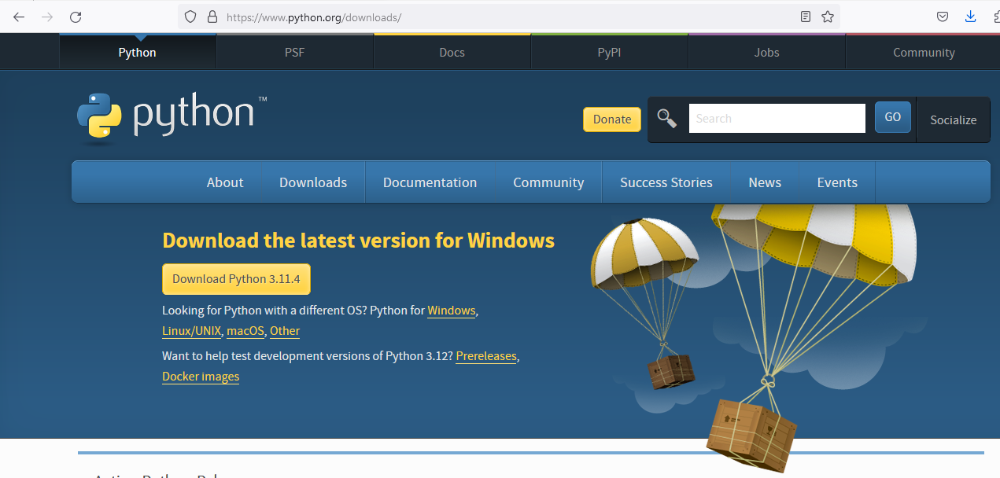 https://www.python.org/downloads/
Python PSF Docs PyPI Jobs Community
python™
Donate Search GO Socialize
About Downloads Documentation Community Success Stories News Events
Download the latest version for Windows
Download Python 3.11.4
Looking for Python with a different OS? Python for Windows,
Linux/UNIX, macOS, Other
Want to help test development versions of Python 3.12? Prereleases,
Docker images